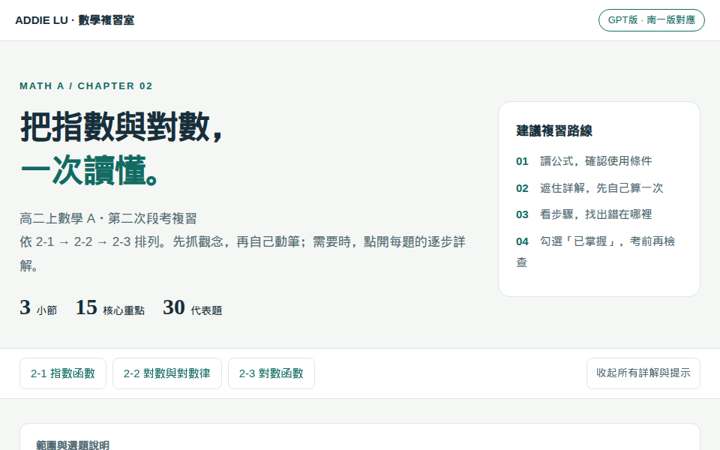 ADDIE LU · 數學複習室
GPT版 · 南一版對應
MATH A / CHAPTER 02
把指數與對數，
一次讀懂。
高二上數學 A・第二次段考複習
依 2-1 → 2-2 → 2-3 排列。先抓觀念，再自己動筆；需要時，點開每題的逐步詳
解。
3 小節 15 核心重點 30 代表題
建議複習路線
01 讀公式，確認使用條件
02 遮住詳解，先自己算一次
03 看步驟，找出錯在哪裡
04 勾選「已掌握」，考前再檢
查
2-1 指數函數
2-2 對數與對數律
2-3 對數函數
收起所有詳解與提示
範圍與選題說明